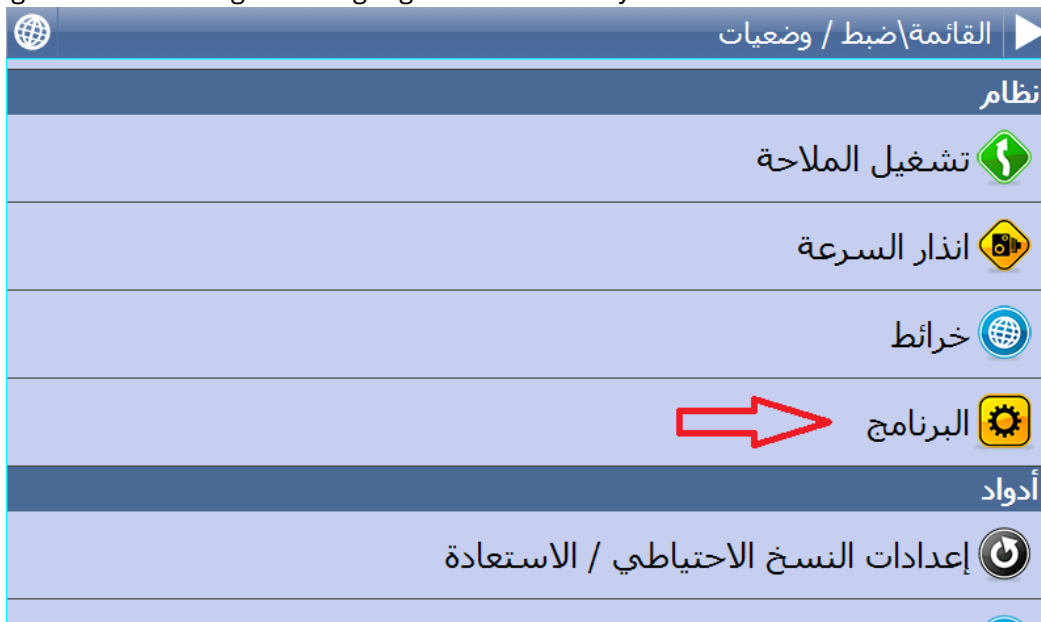 القائمة\ضبط / وضعيات
نظام
تشغيل الملاحة
انذار السرعة
خرائط
البرنامج
أدواد
إعدادات النسخ الاحتياطي / الاستعادة